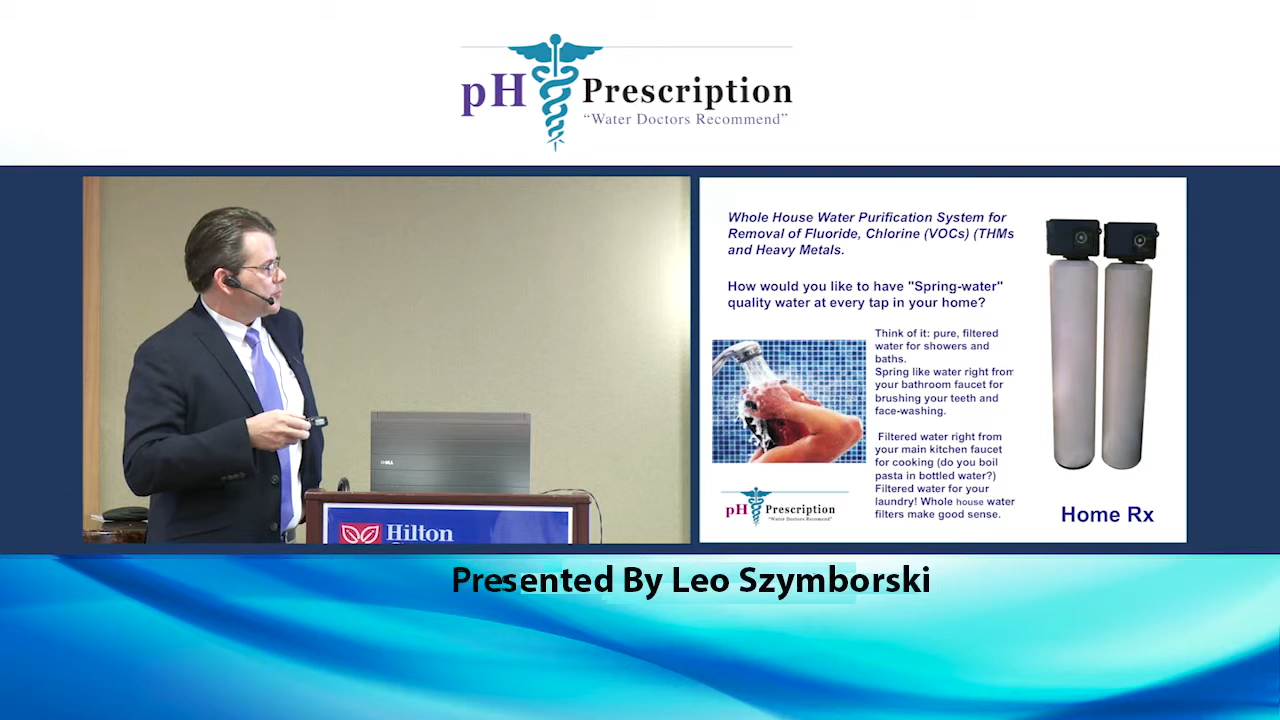 pH Prescription
“Water Doctors Recommend”
Whole House Water Purification System for
Removal of Fluoride, Chlorine (VOCs) (THMs
and Heavy Metals.
How would you like to have "Spring-water"
quality water at every tap in your home?
Think of it: pure, filtered
water for showers and
baths.
Spring like water right from
your bathroom faucet for
brushing your teeth and
face-washing.
Filtered water right from
your main kitchen faucet
for cooking (do you boil
pasta in bottled water?)
Filtered water for your
laundry! Whole house water
filters make good sense.
pH Prescription
“Water Doctors Recommend”
Home Rx
DELL
Hilton
Presented By Leo Szymborski